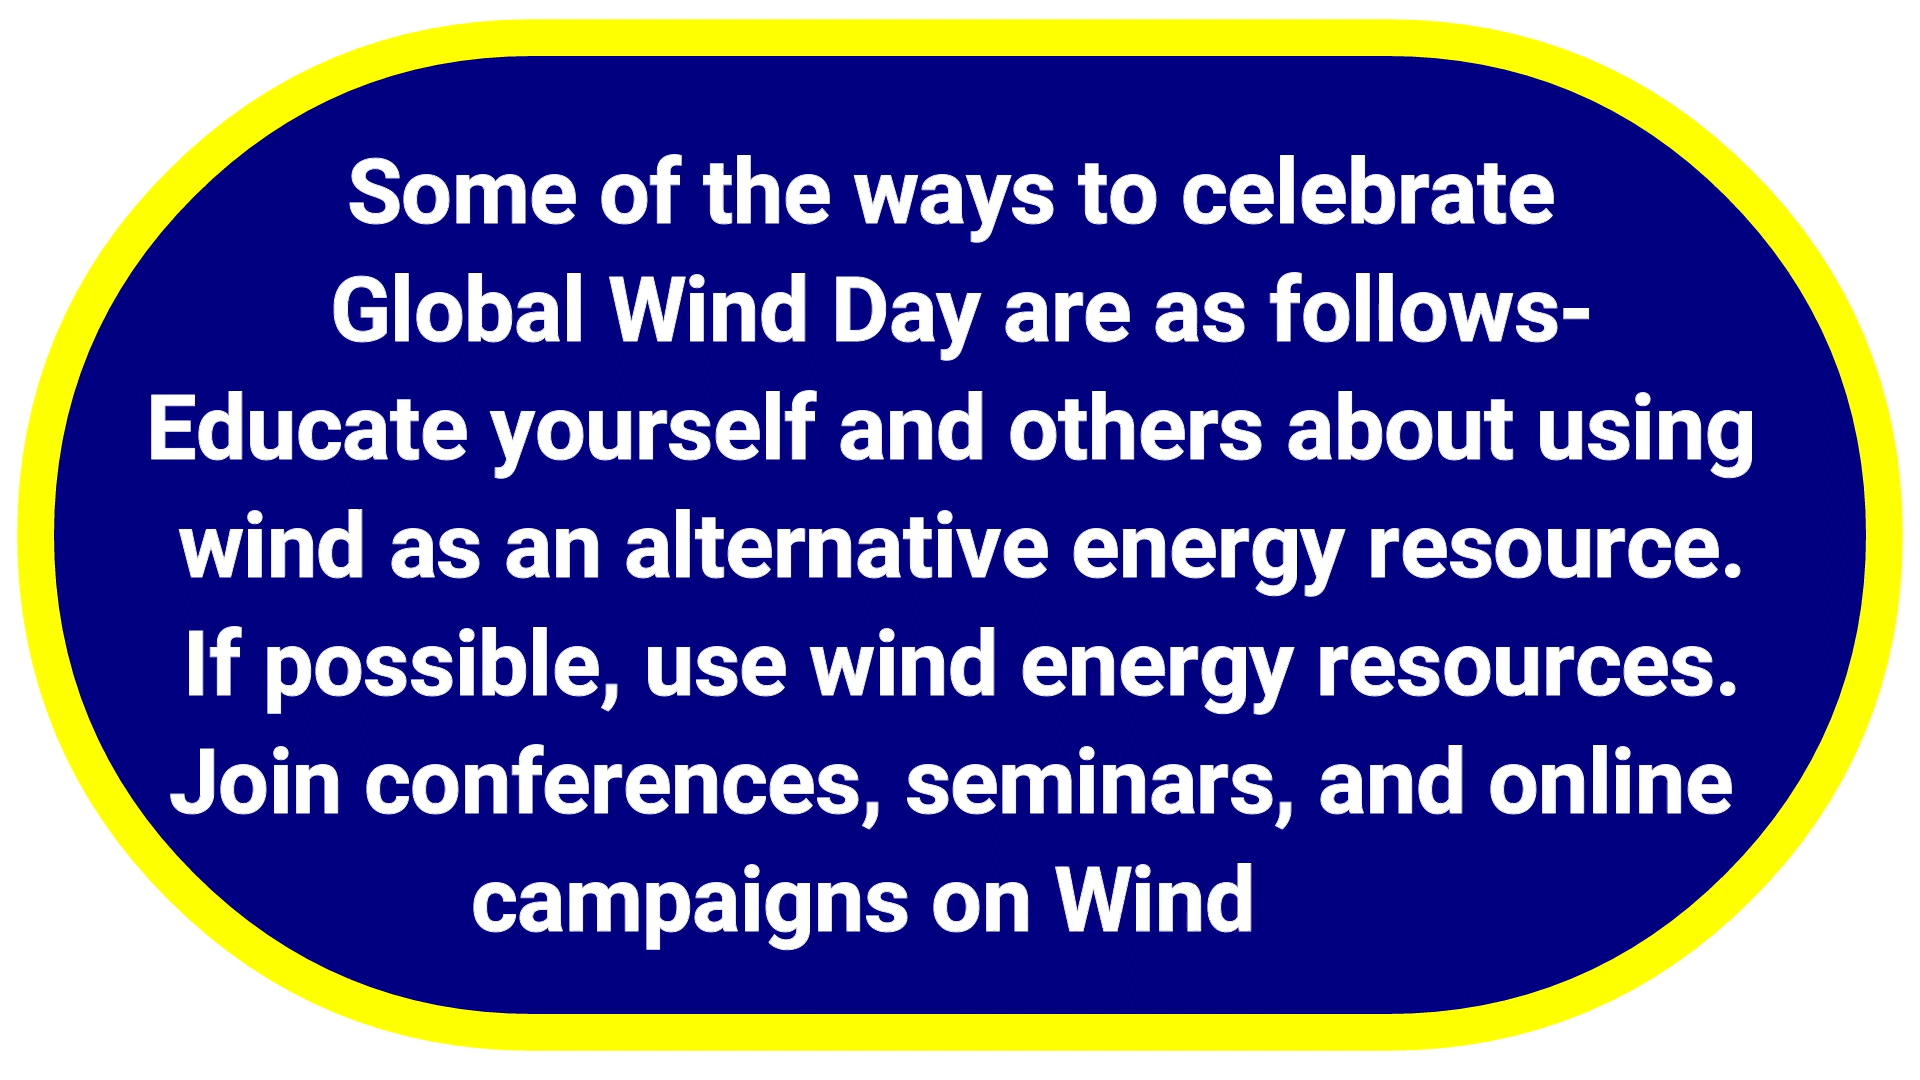 Some of the ways to celebrate
Global Wind Day are as follows-
Educate yourself and others about using
wind as an alternative energy resource.
If possible, use wind energy resources.
Join conferences, seminars, and online
campaigns on Wind